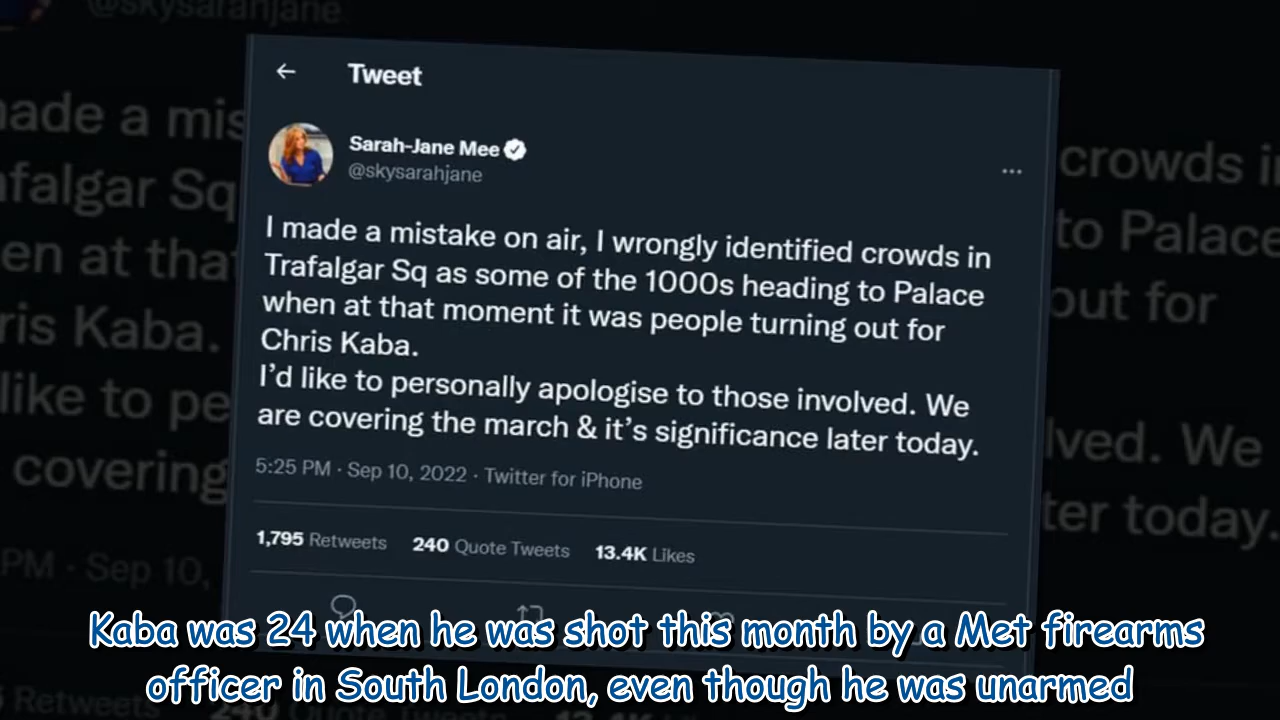 @skysarahjane
Tweet
Sarah-Jane Mee
@skysarahjane
I made a mistake on air, I wrongly identified crowds in
Trafalgar Sq as some of the 1000s heading to Palace
when at that moment it was people turning out for
Chris Kaba.
I'd like to personally apologise to those involved. We
are covering the march & it's significance later today.
5:25 PM · Sep 10, 2022 · Twitter for iPhone
1,795 Retweets 240 Quote Tweets 13.4K Likes
Kaba was 24 when he was shot this month by a Met firearms
officer in South London, even though he was unarmed